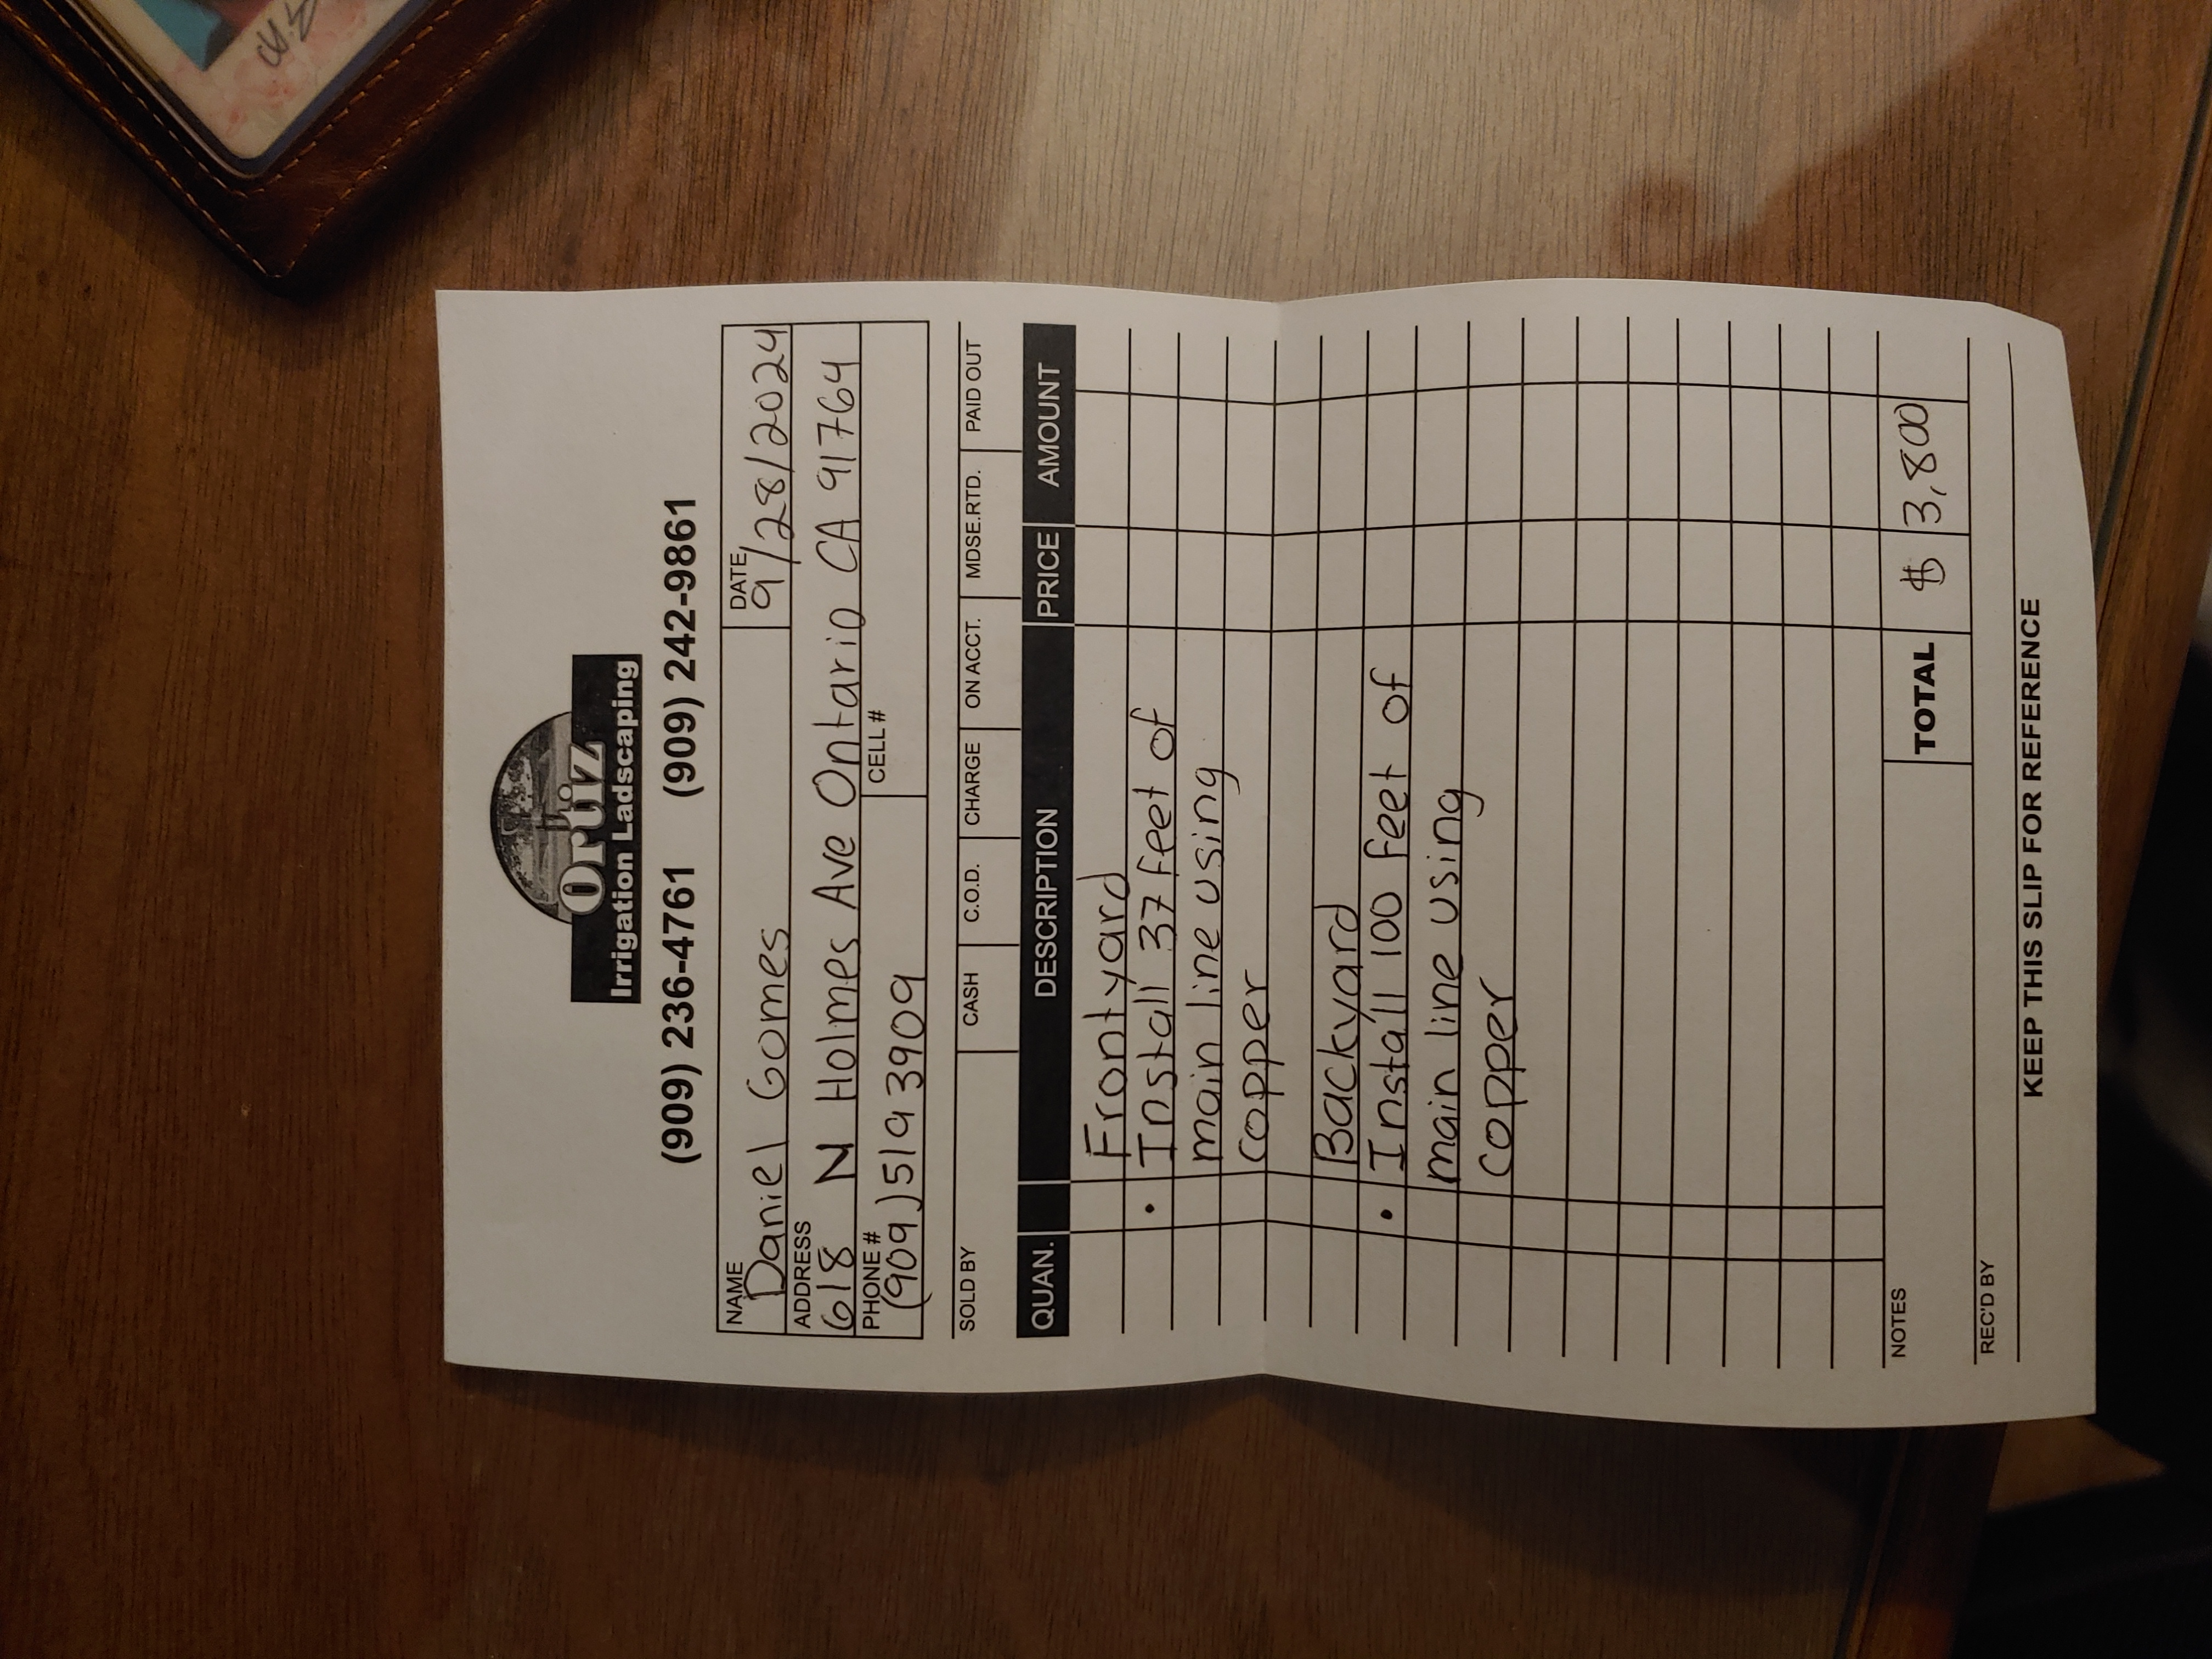 Ortiz
Irrigation Ladscaping
(909) 236-4761 (909) 242-9861
NAME DATE
Daniel Gomes 9/28/2024
ADDRESS
618 N Holmes Ave Ontario CA 91764
PHONE # CELL #
(909)519 3909
SOLD BY CASH C.O.D. CHARGE ON ACCT. MDSE.RTD. PAID OUT
QUAN. DESCRIPTION PRICE AMOUNT
Frontyard
• Install 37 feet of
main line using
copper
Backyard
• Install 100 feet of
main line using
copper
NOTES TOTAL $ 3,800
REC'D BY
KEEP THIS SLIP FOR REFERENCE